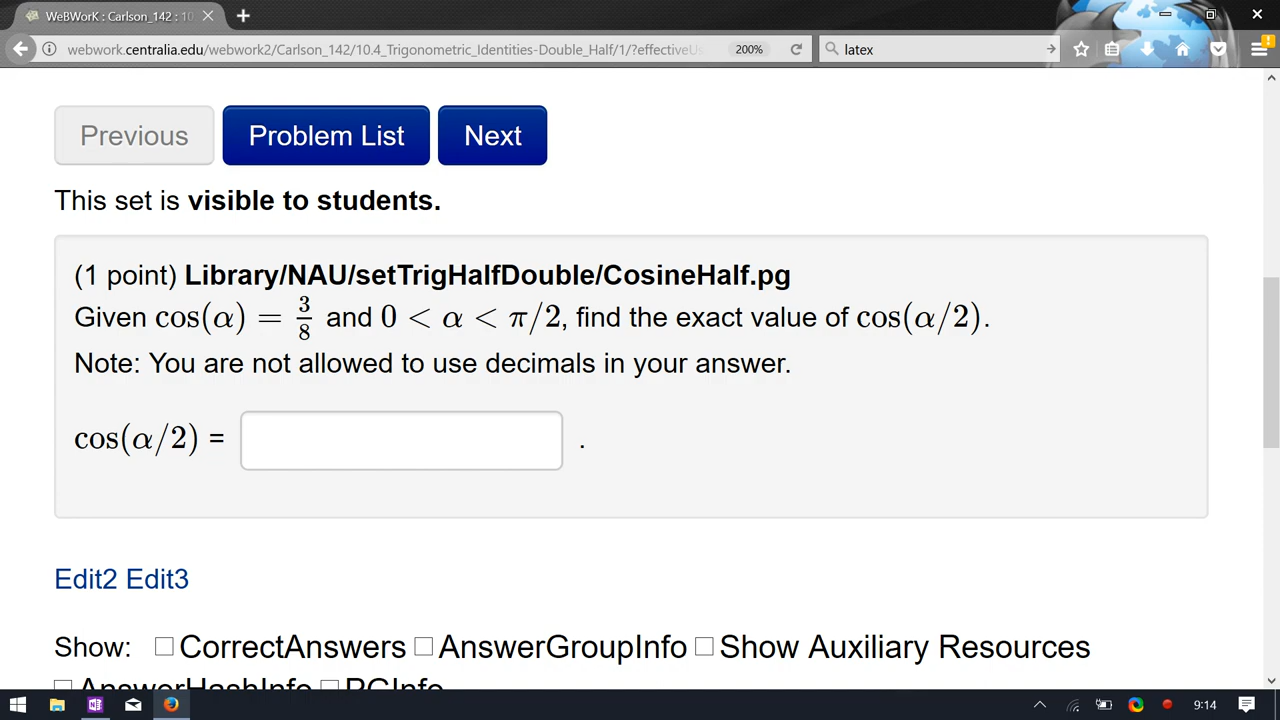 WeBWorK : Carlson_142 : 10
webwork.centralia.edu/webwork2/Carlson_142/10.4_Trigonometric_Identities-Double_Half/1/?effectiveUs
200%
latex
Previous
Problem List
Next
This set is visible to students.
(1 point) Library/NAU/setTrigHalfDouble/CosineHalf.pg
Given cos(α) = 3/8 and 0 < α < π/2, find the exact value of cos(α/2).
Note: You are not allowed to use decimals in your answer.
cos(α/2) = .
Edit2 Edit3
Show: CorrectAnswers AnswerGroupInfo Show Auxiliary Resources
AnswerHashInfo PGInfo
9:14